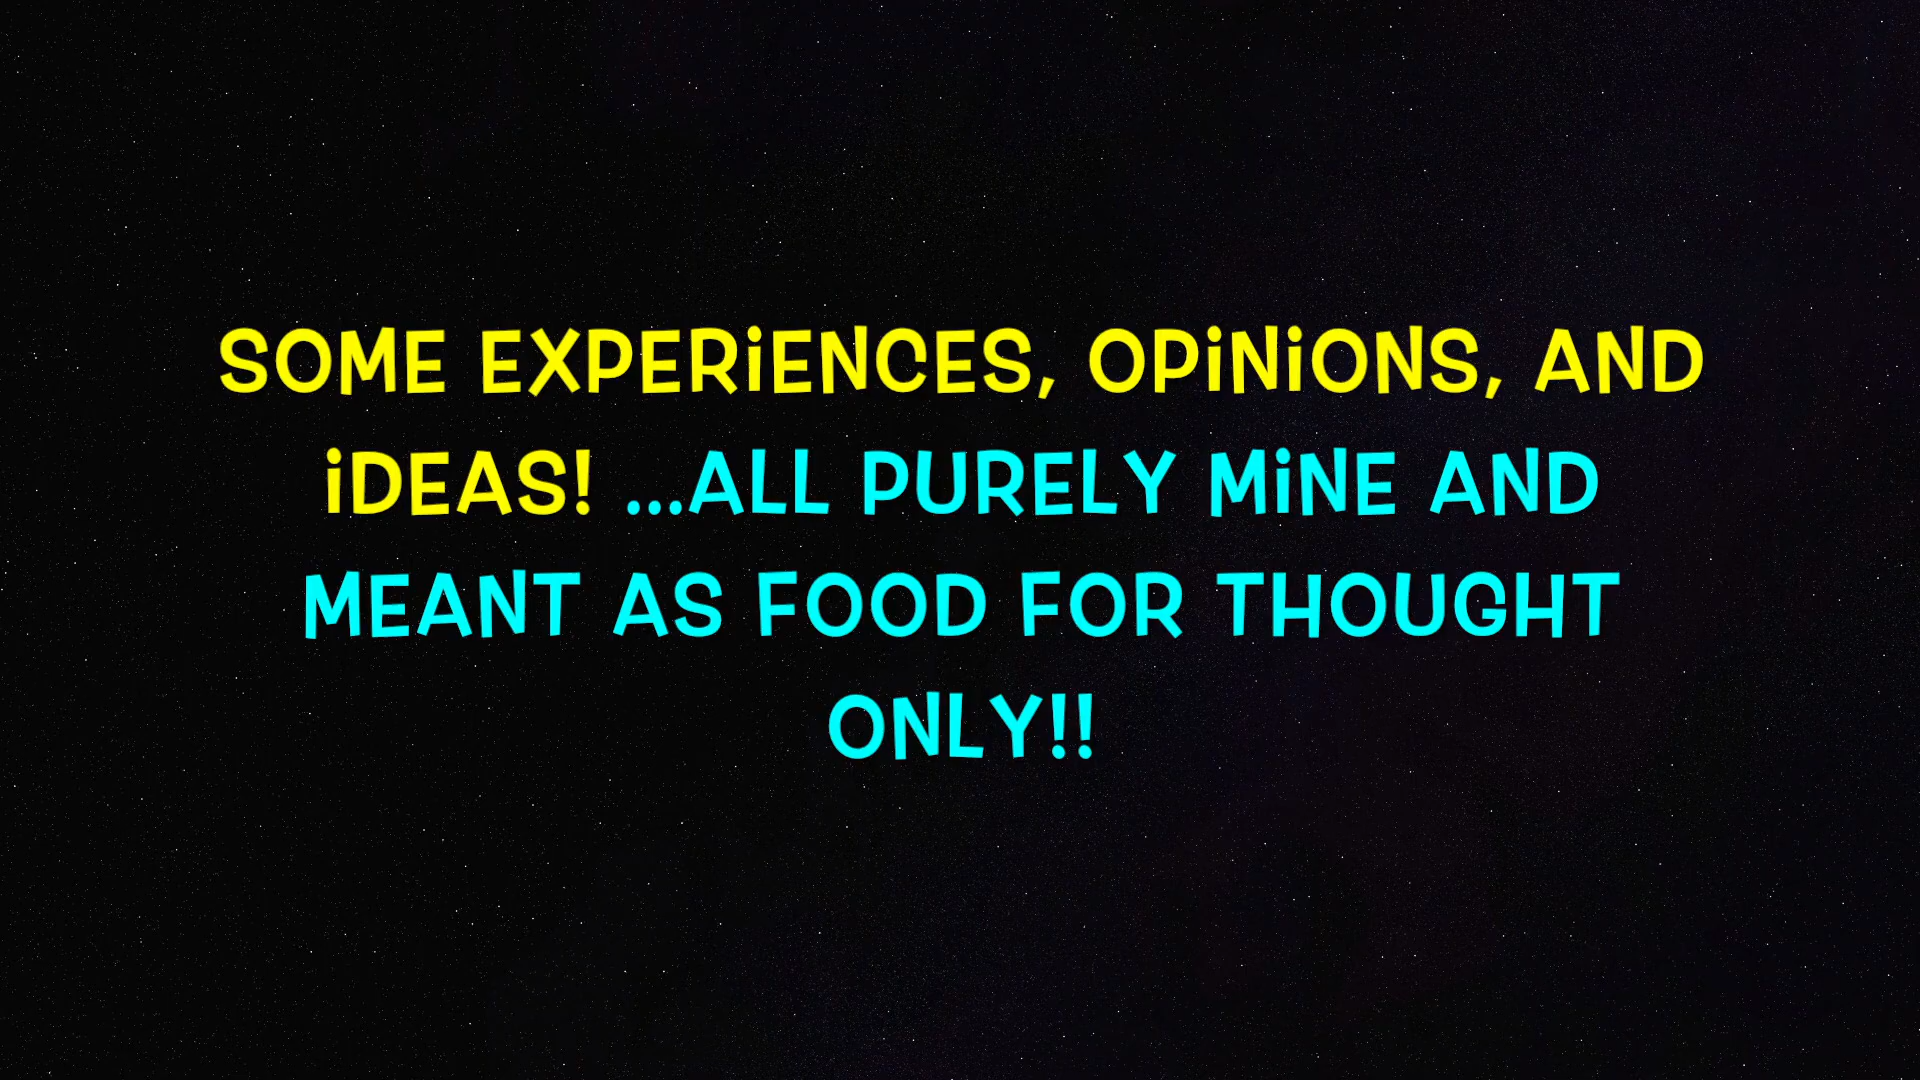 SOME EXPERiENCES, OPiNiONS, AND
iDEAS! ...ALL PURELY MiNE AND
MEANT AS FOOD FOR THOUGHT
ONLY!!